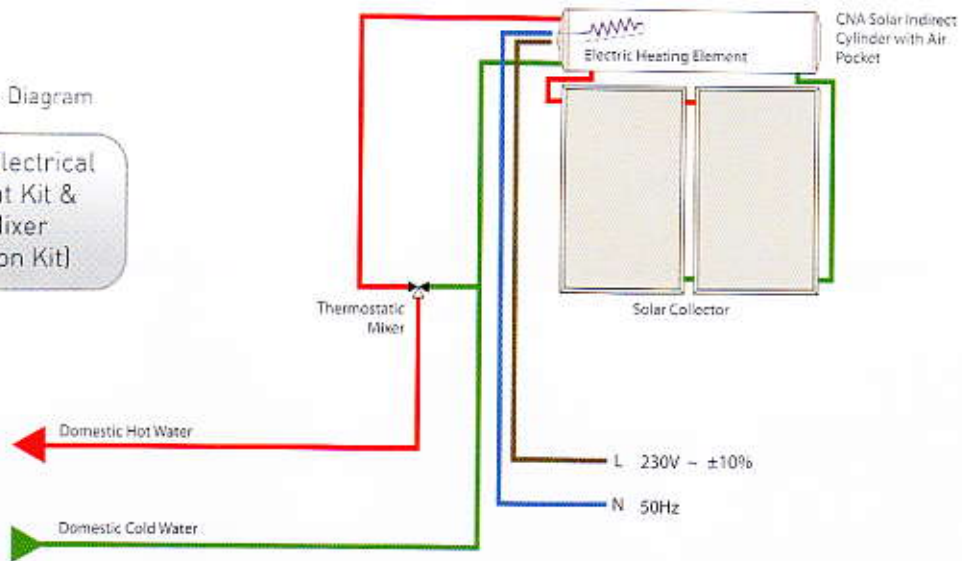 CNA Solar Indirect
Cylinder with Air
Pocket
Electric Heating Element
Diagram
lectrical
t Kit &
ixer
on Kit)
Thermostatic
Mixer
Solar Collector
Domestic Hot Water
L 230V ~ ±10%
N 50Hz
Domestic Cold Water